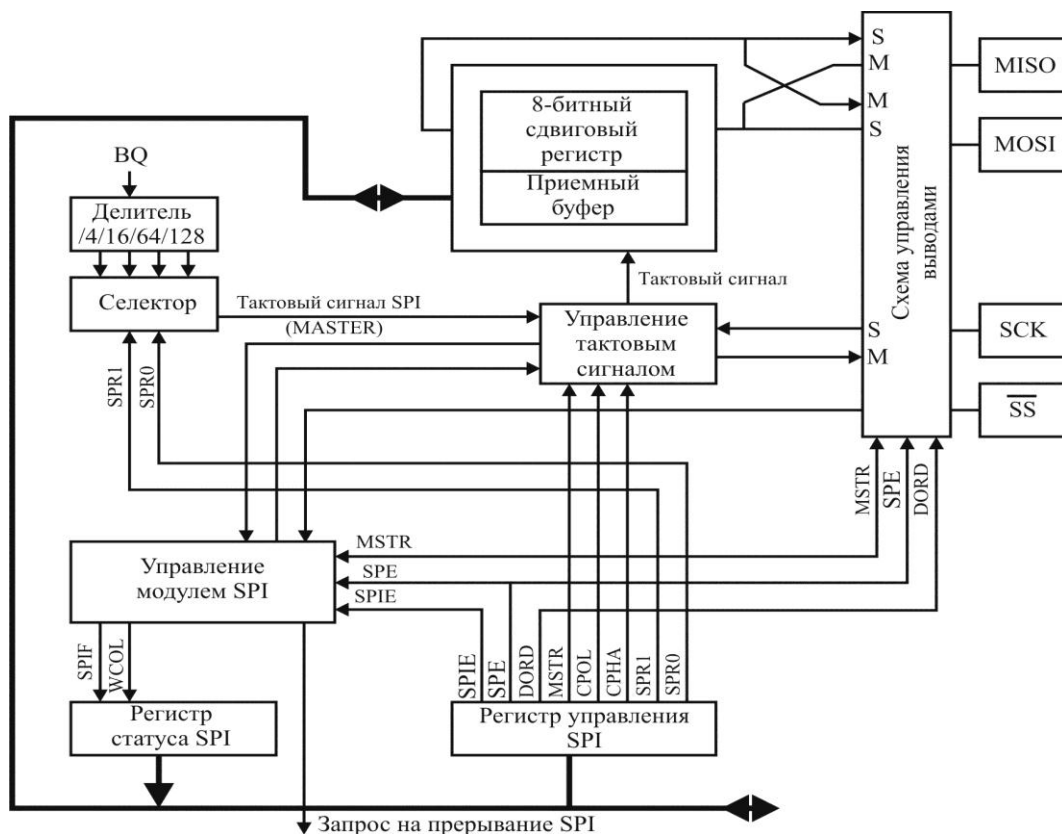 S
M
MISO
8-битный
сдвиговый
регистр
M
S
MOSI
BQ
Приемный
буфер
Делитель
/4/16/64/128
Схема управления
выводами
Селектор
Тактовый сигнал SPI
(MASTER)
Тактовый сигнал
Управление
тактовым
сигналом
S
M
SCK
SPR1
SPR0
SS
MSTR
SPE
DORD
Управление
модулем SPI
MSTR
SPE
SPIE
SPIF
WCOL
SPIE
SPE
DORD
MSTR
CPOL
CPHA
SPR1
SPR0
Регистр
статуса SPI
Регистр управления
SPI
Запрос на прерывание SPI